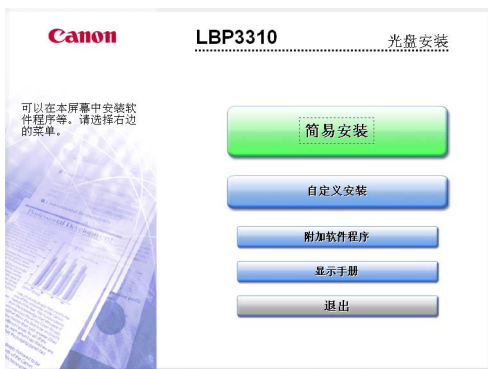 Canon
LBP3310
光盘安装
可以在本屏幕中安装软
件程序等。请选择右边
的菜单。
简易安装
自定义安装
附加软件程序
显示手册
退出